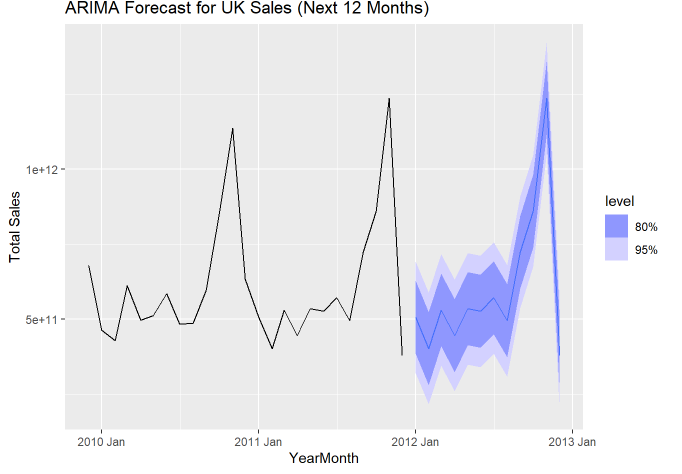 ARIMA Forecast for UK Sales (Next 12 Months)
Total Sales
1e+12
5e+11
2010 Jan
2011 Jan
2012 Jan
2013 Jan
YearMonth
level
80%
95%